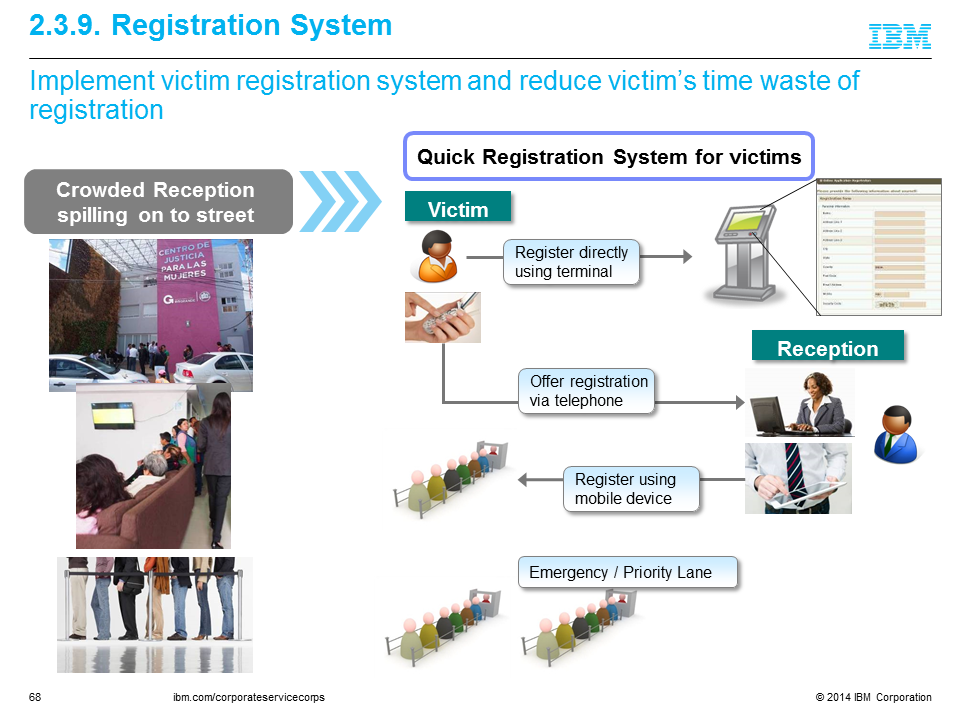 2.3.9. Registration System
IBM
Implement victim registration system and reduce victim's time waste of
registration
Crowded Reception
spilling on to street
CENTRO DE
JUSTICIA
PARA LAS
MUJERES
Quick Registration System for victims
Victim
Register directly
using terminal
Registration Form
Reception
Offer registration
via telephone
Register using
mobile device
Emergency / Priority Lane
68
ibm.com/corporateservicecorps
© 2014 IBM Corporation